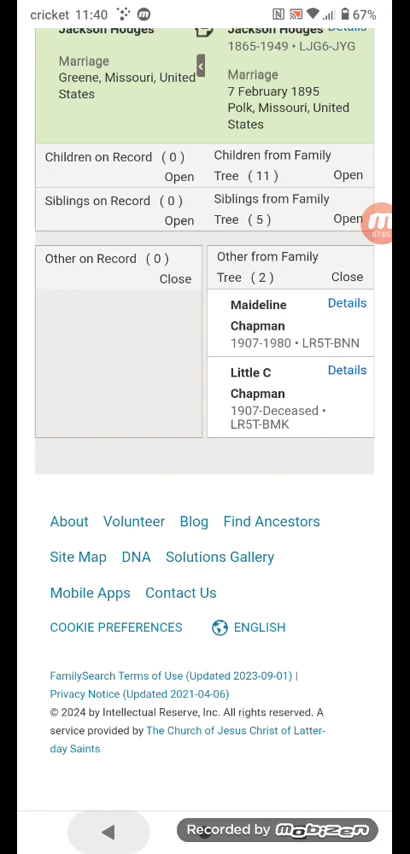 cricket 11:40 67%
Jackson Hodges
Jackson Hodges Details
1865-1949 • LJG6-JYG
Marriage
Greene, Missouri, United
States
Marriage
7 February 1895
Polk, Missouri, United
States
Children on Record ( 0 )
Open
Children from Family
Tree ( 11 ) Open
Siblings on Record ( 0 )
Open
Siblings from Family
Tree ( 5 ) Open
07:05
Other on Record ( 0 )
Close
Other from Family
Tree ( 2 ) Close
Maideline Details
Chapman
1907-1980 • LR5T-BNN
Little C Details
Chapman
1907-Deceased •
LR5T-BMK
About Volunteer Blog Find Ancestors
Site Map DNA Solutions Gallery
Mobile Apps Contact Us
COOKIE PREFERENCES ENGLISH
FamilySearch Terms of Use (Updated 2023-09-01) |
Privacy Notice (Updated 2021-04-06)
© 2024 by Intellectual Reserve, Inc. All rights reserved. A
service provided by The Church of Jesus Christ of Latter-
day Saints
Recorded by mobizen